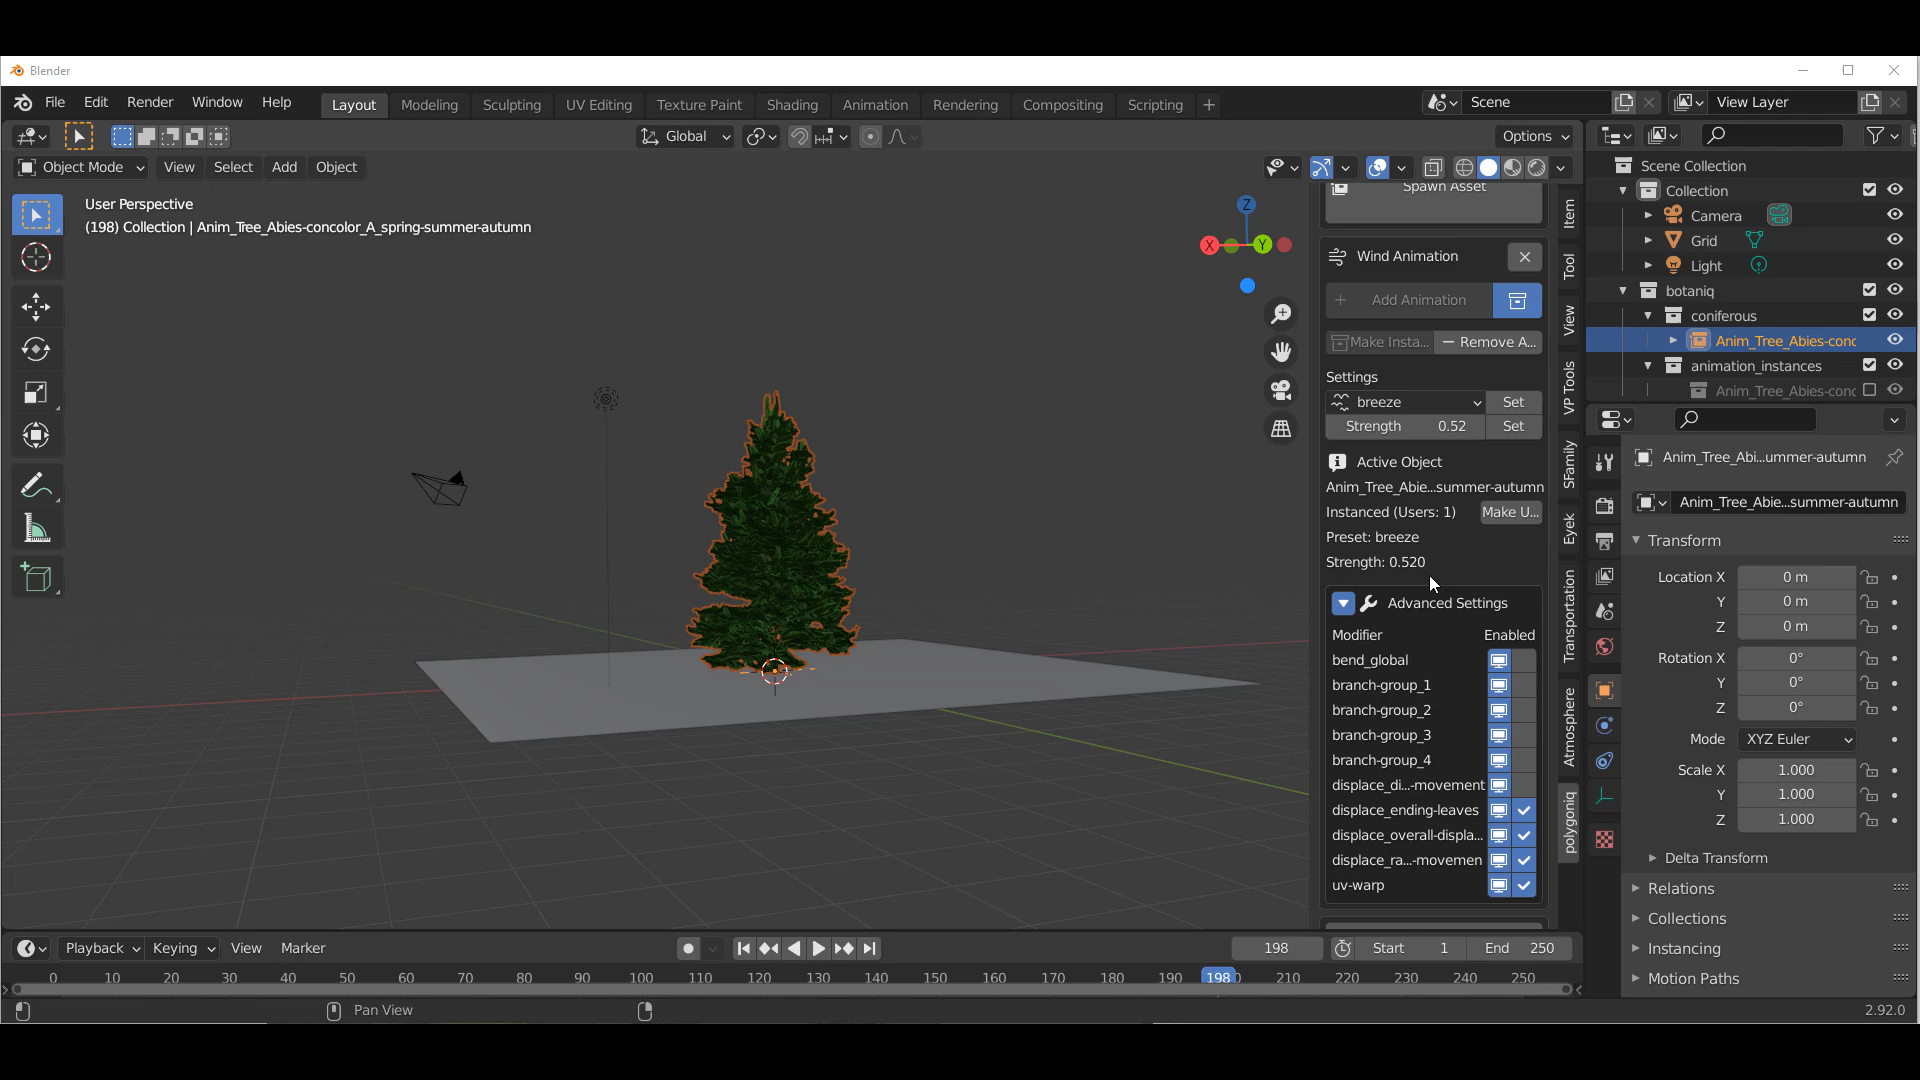 Blender
File Edit Render Window Help
Layout Modeling Sculpting UV Editing Texture Paint Shading Animation Rendering Compositing Scripting +
Scene
View Layer
Global
Options
Object Mode View Select Add Object
User Perspective
(198) Collection | Anim_Tree_Abies-concolor_A_spring-summer-autumn
Z
X
Y
Spawn Asset
Wind Animation
Add Animation
Make Insta...
Remove A...
Settings
breeze Set
Strength 0.52 Set
Active Object
Anim_Tree_Abie...summer-autumn
Instanced (Users: 1) Make U...
Preset: breeze
Strength: 0.520
Advanced Settings
Modifier Enabled
bend_global
branch-group_1
branch-group_2
branch-group_3
branch-group_4
displace_di...-movement
displace_ending-leaves
displace_overall-displa...
displace_ra...-movemen
uv-warp
Item
Tool
View
VP Tools
SFamily
Eyek
Transportation
Atmosphere
polygoniq
Scene Collection
Collection
Camera
Grid
Light
botaniq
coniferous
Anim_Tree_Abies-conc
animation_instances
Anim_Tree_Abies-conc
Anim_Tree_Abi...ummer-autumn
Anim_Tree_Abie...summer-autumn
Transform
Location X 0 m
Y 0 m
Z 0 m
Rotation X 0°
Y 0°
Z 0°
Mode XYZ Euler
Scale X 1.000
Y 1.000
Z 1.000
Delta Transform
Relations
Collections
Instancing
Motion Paths
Playback Keying View Marker
198
Start 1 End 250
0 10 20 30 40 50 60 70 80 90 100 110 120 130 140 150 160 170 180 190 198 210 220 230 240 250
Pan View
2.92.0